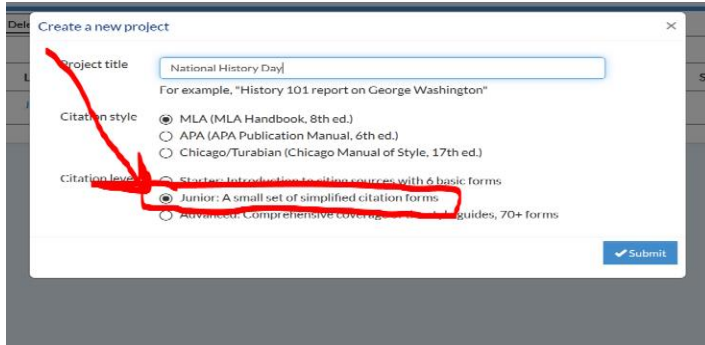 Dele
Create a new project ×
Project title
National History Day
For example, "History 101 report on George Washington"
Citation style
MLA (MLA Handbook, 8th ed.)
APA (APA Publication Manual, 6th ed.)
Chicago/Turabian (Chicago Manual of Style, 17th ed.)
Citation level
Starter: Introduction to citing sources with 6 basic forms
Junior: A small set of simplified citation forms
Advanced: Comprehensive coverage guides, 70+ forms
Submit